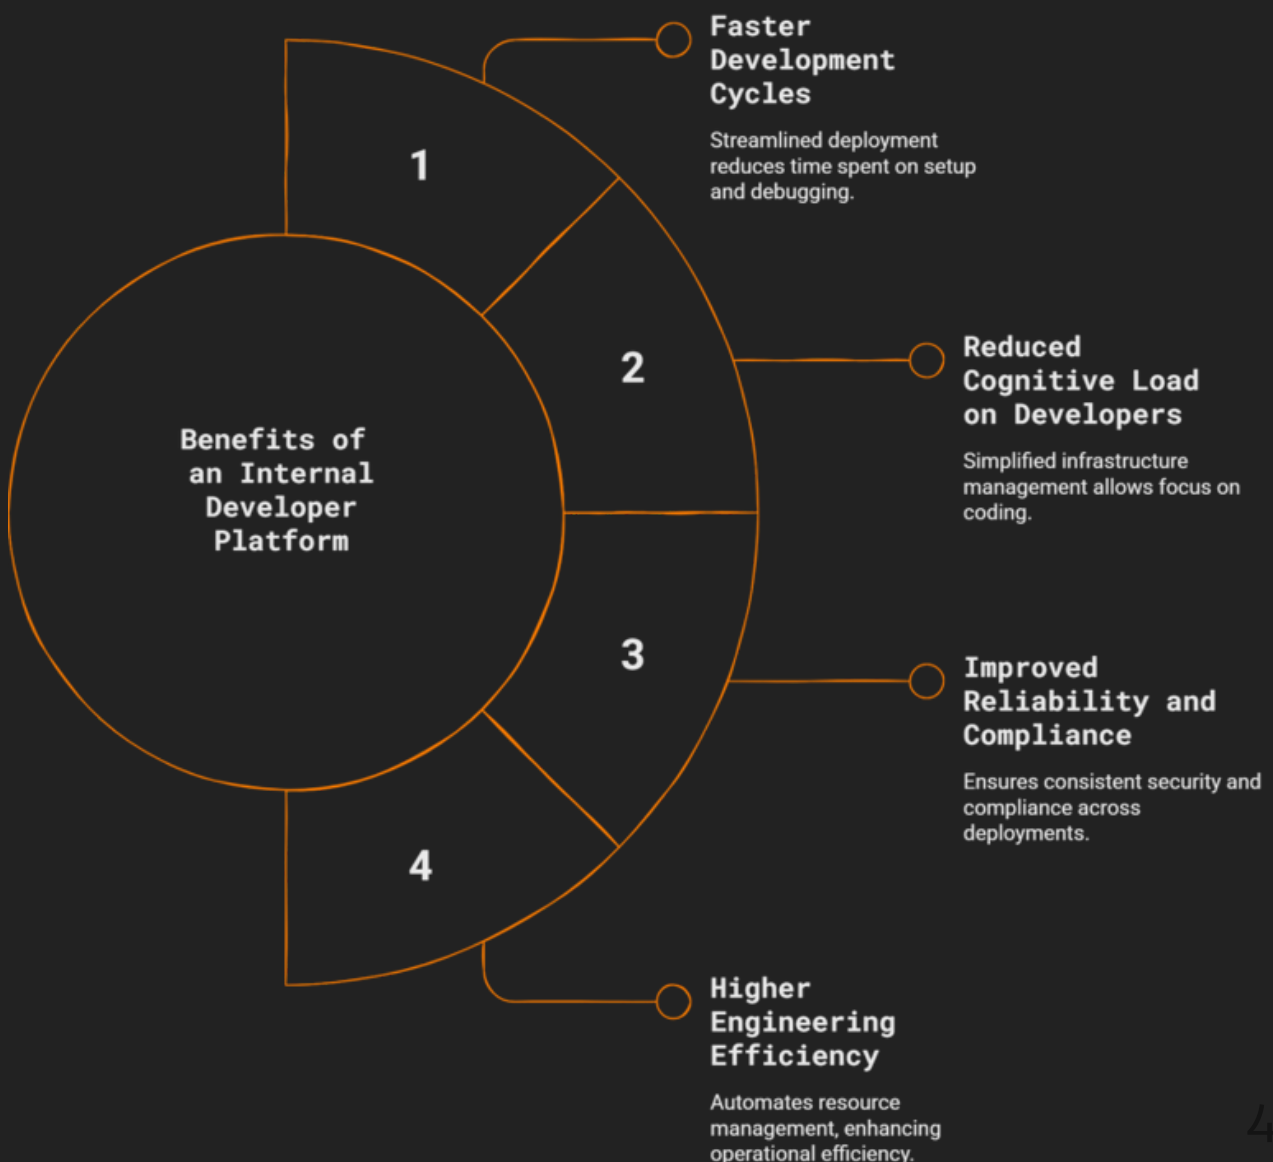 Faster
Development
Cycles
Streamlined deployment
reduces time spent on setup
and debugging.
1
2
Reduced
Cognitive Load
on Developers
Simplified infrastructure
management allows focus on
coding.
Benefits of
an Internal
Developer
Platform
3
Improved
Reliability and
Compliance
Ensures consistent security and
compliance across
deployments.
4
Higher
Engineering
Efficiency
Automates resource
management, enhancing
operational efficiency.
4